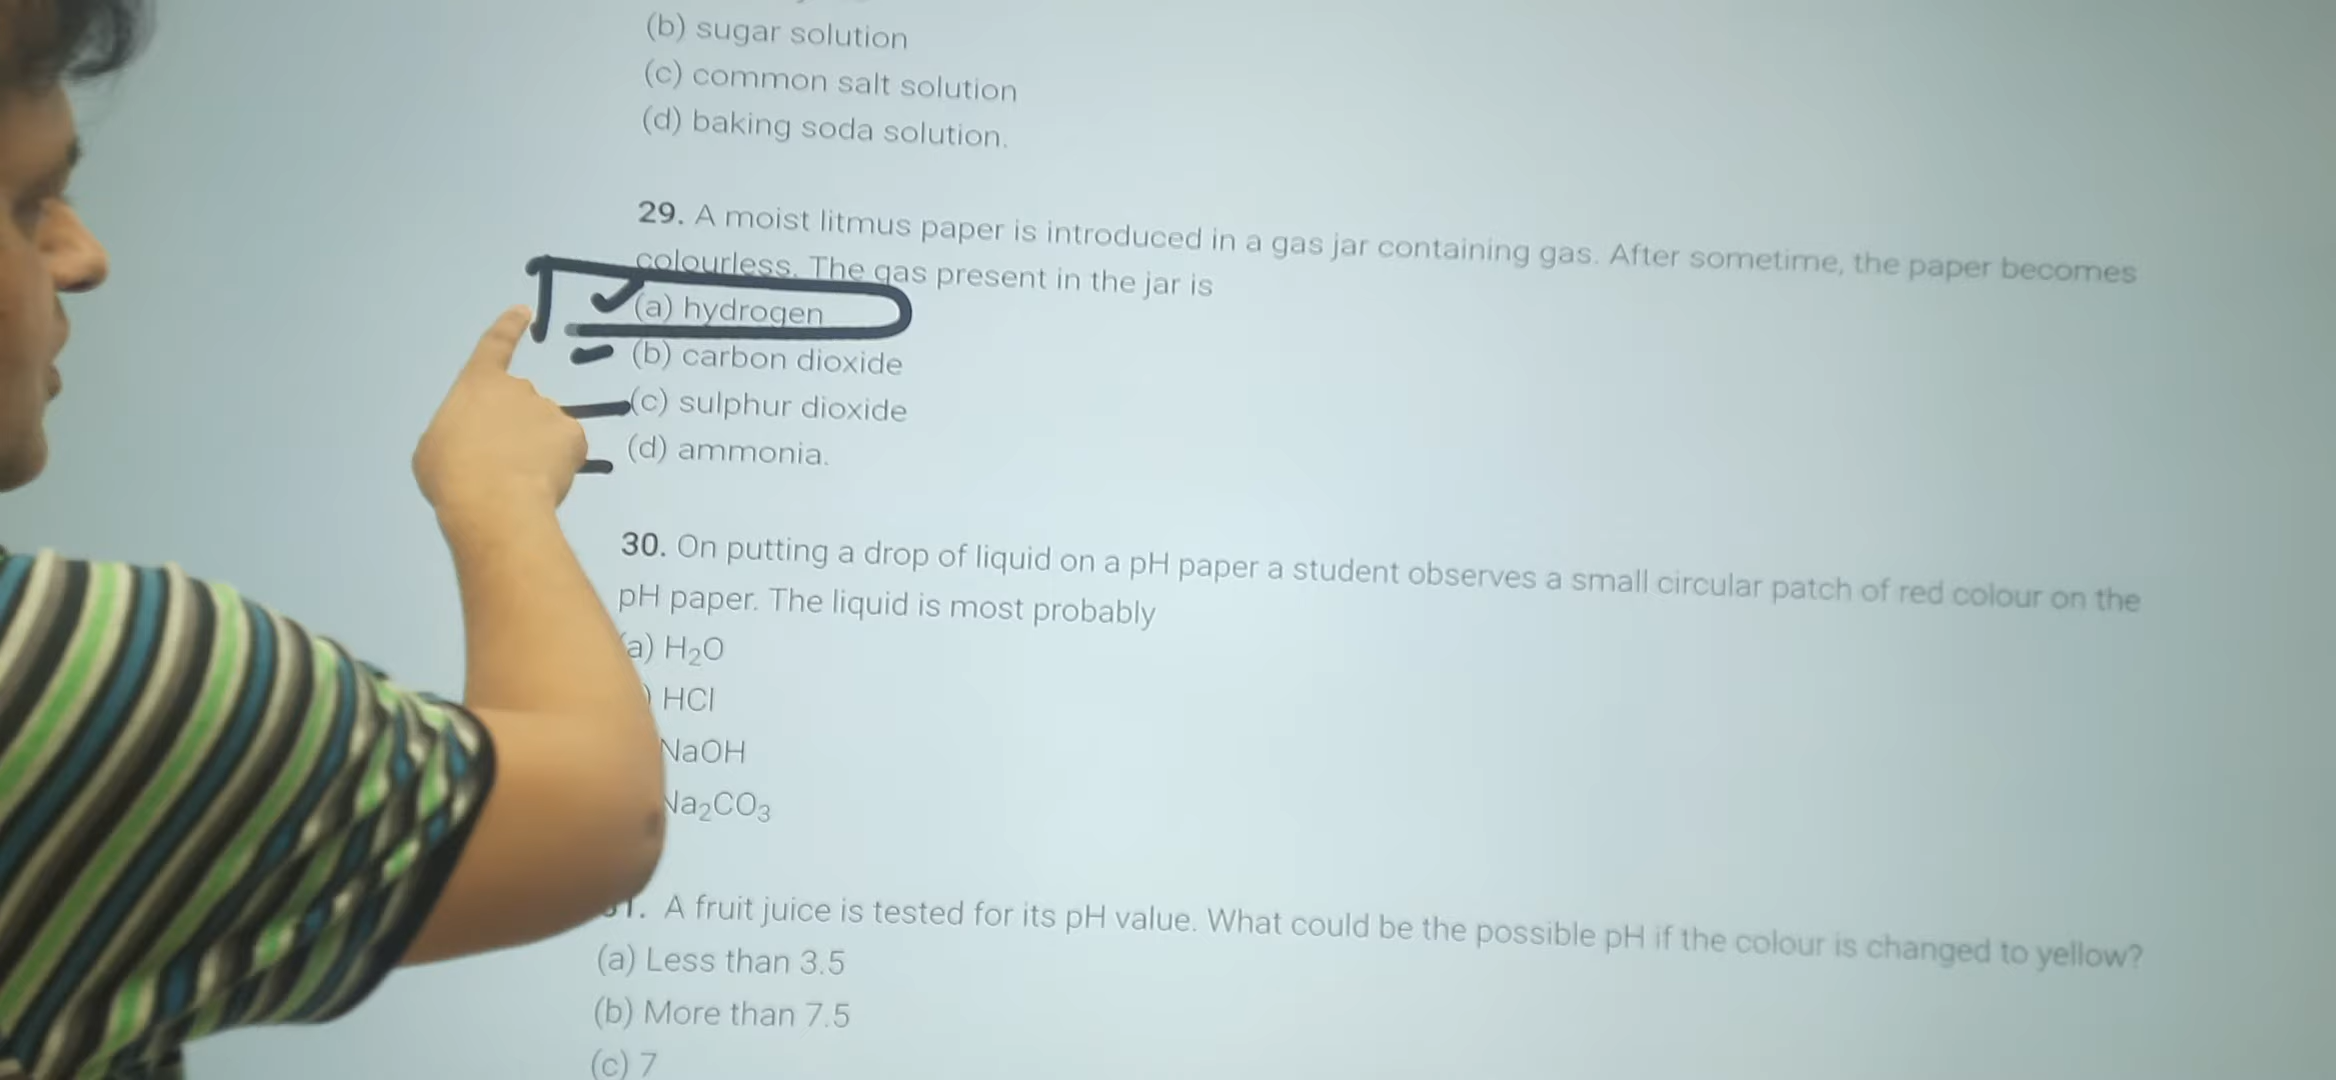 (b) sugar solution
(c) common salt solution
(d) baking soda solution.
29. A moist litmus paper is introduced in a gas jar containing gas. After sometime, the paper becomes
colourless. The gas present in the jar is
(a) hydrogen
(b) carbon dioxide
(c) sulphur dioxide
(d) ammonia.
30. On putting a drop of liquid on a pH paper a student observes a small circular patch of red colour on the
pH paper. The liquid is most probably
a) H₂O
) HCl
NaOH
Na₂CO₃
1. A fruit juice is tested for its pH value. What could be the possible pH if the colour is changed to yellow?
(a) Less than 3.5
(b) More than 7.5
(c) 7